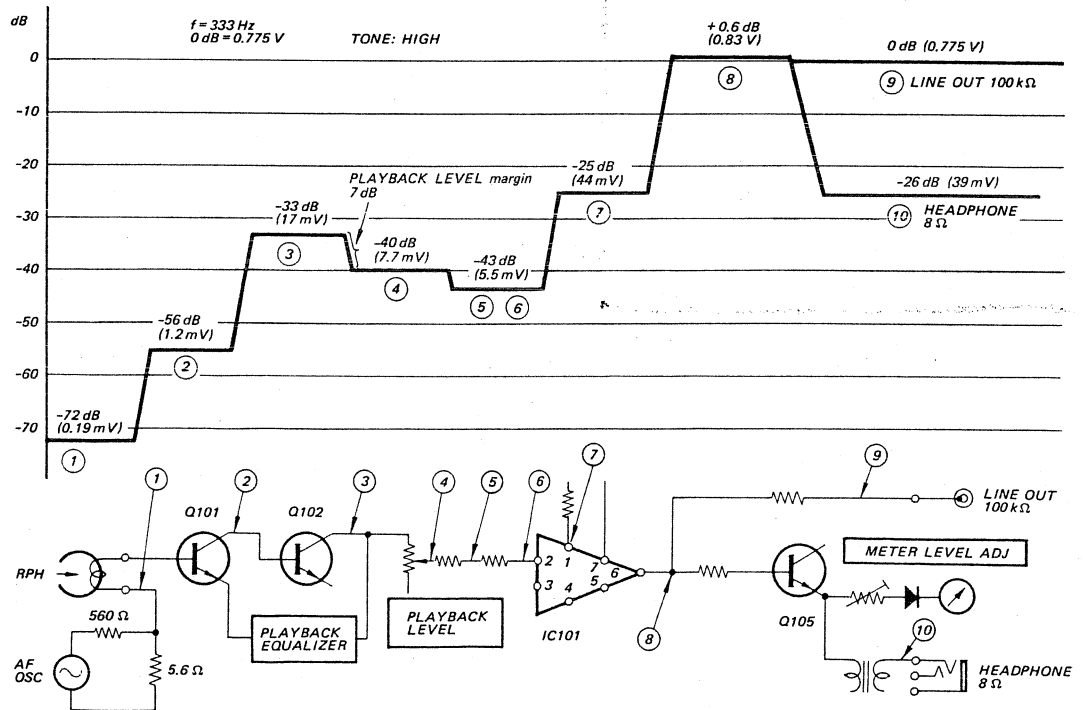 dB
f = 333 Hz
0 dB = 0.775 V
TONE: HIGH
+0.6 dB
(0.83 V)
0 dB (0.775 V)
0
8
9 LINE OUT 100 kΩ
-10
-20
-25 dB
(44 mV)
-26 dB (39 mV)
PLAYBACK LEVEL margin
7 dB
7
-30
-33 dB
(17 mV)
10 HEADPHONE
8 Ω
3
-40 dB
(7.7 mV)
-43 dB
(5.5 mV)
-40
4
5 6
-50
-56 dB
(1.2 mV)
2
-60
-70
-72 dB
(0.19 mV)
1
1
2
3
4
5
6
7
9
Q101
Q102
LINE OUT
100 kΩ
RPH
2
1
7
6
3
4
5
METER LEVEL ADJ
560 Ω
PLAYBACK
EQUALIZER
PLAYBACK
LEVEL
IC101
8
Q105
10
AF
OSC
5.6 Ω
HEADPHONE
8 Ω